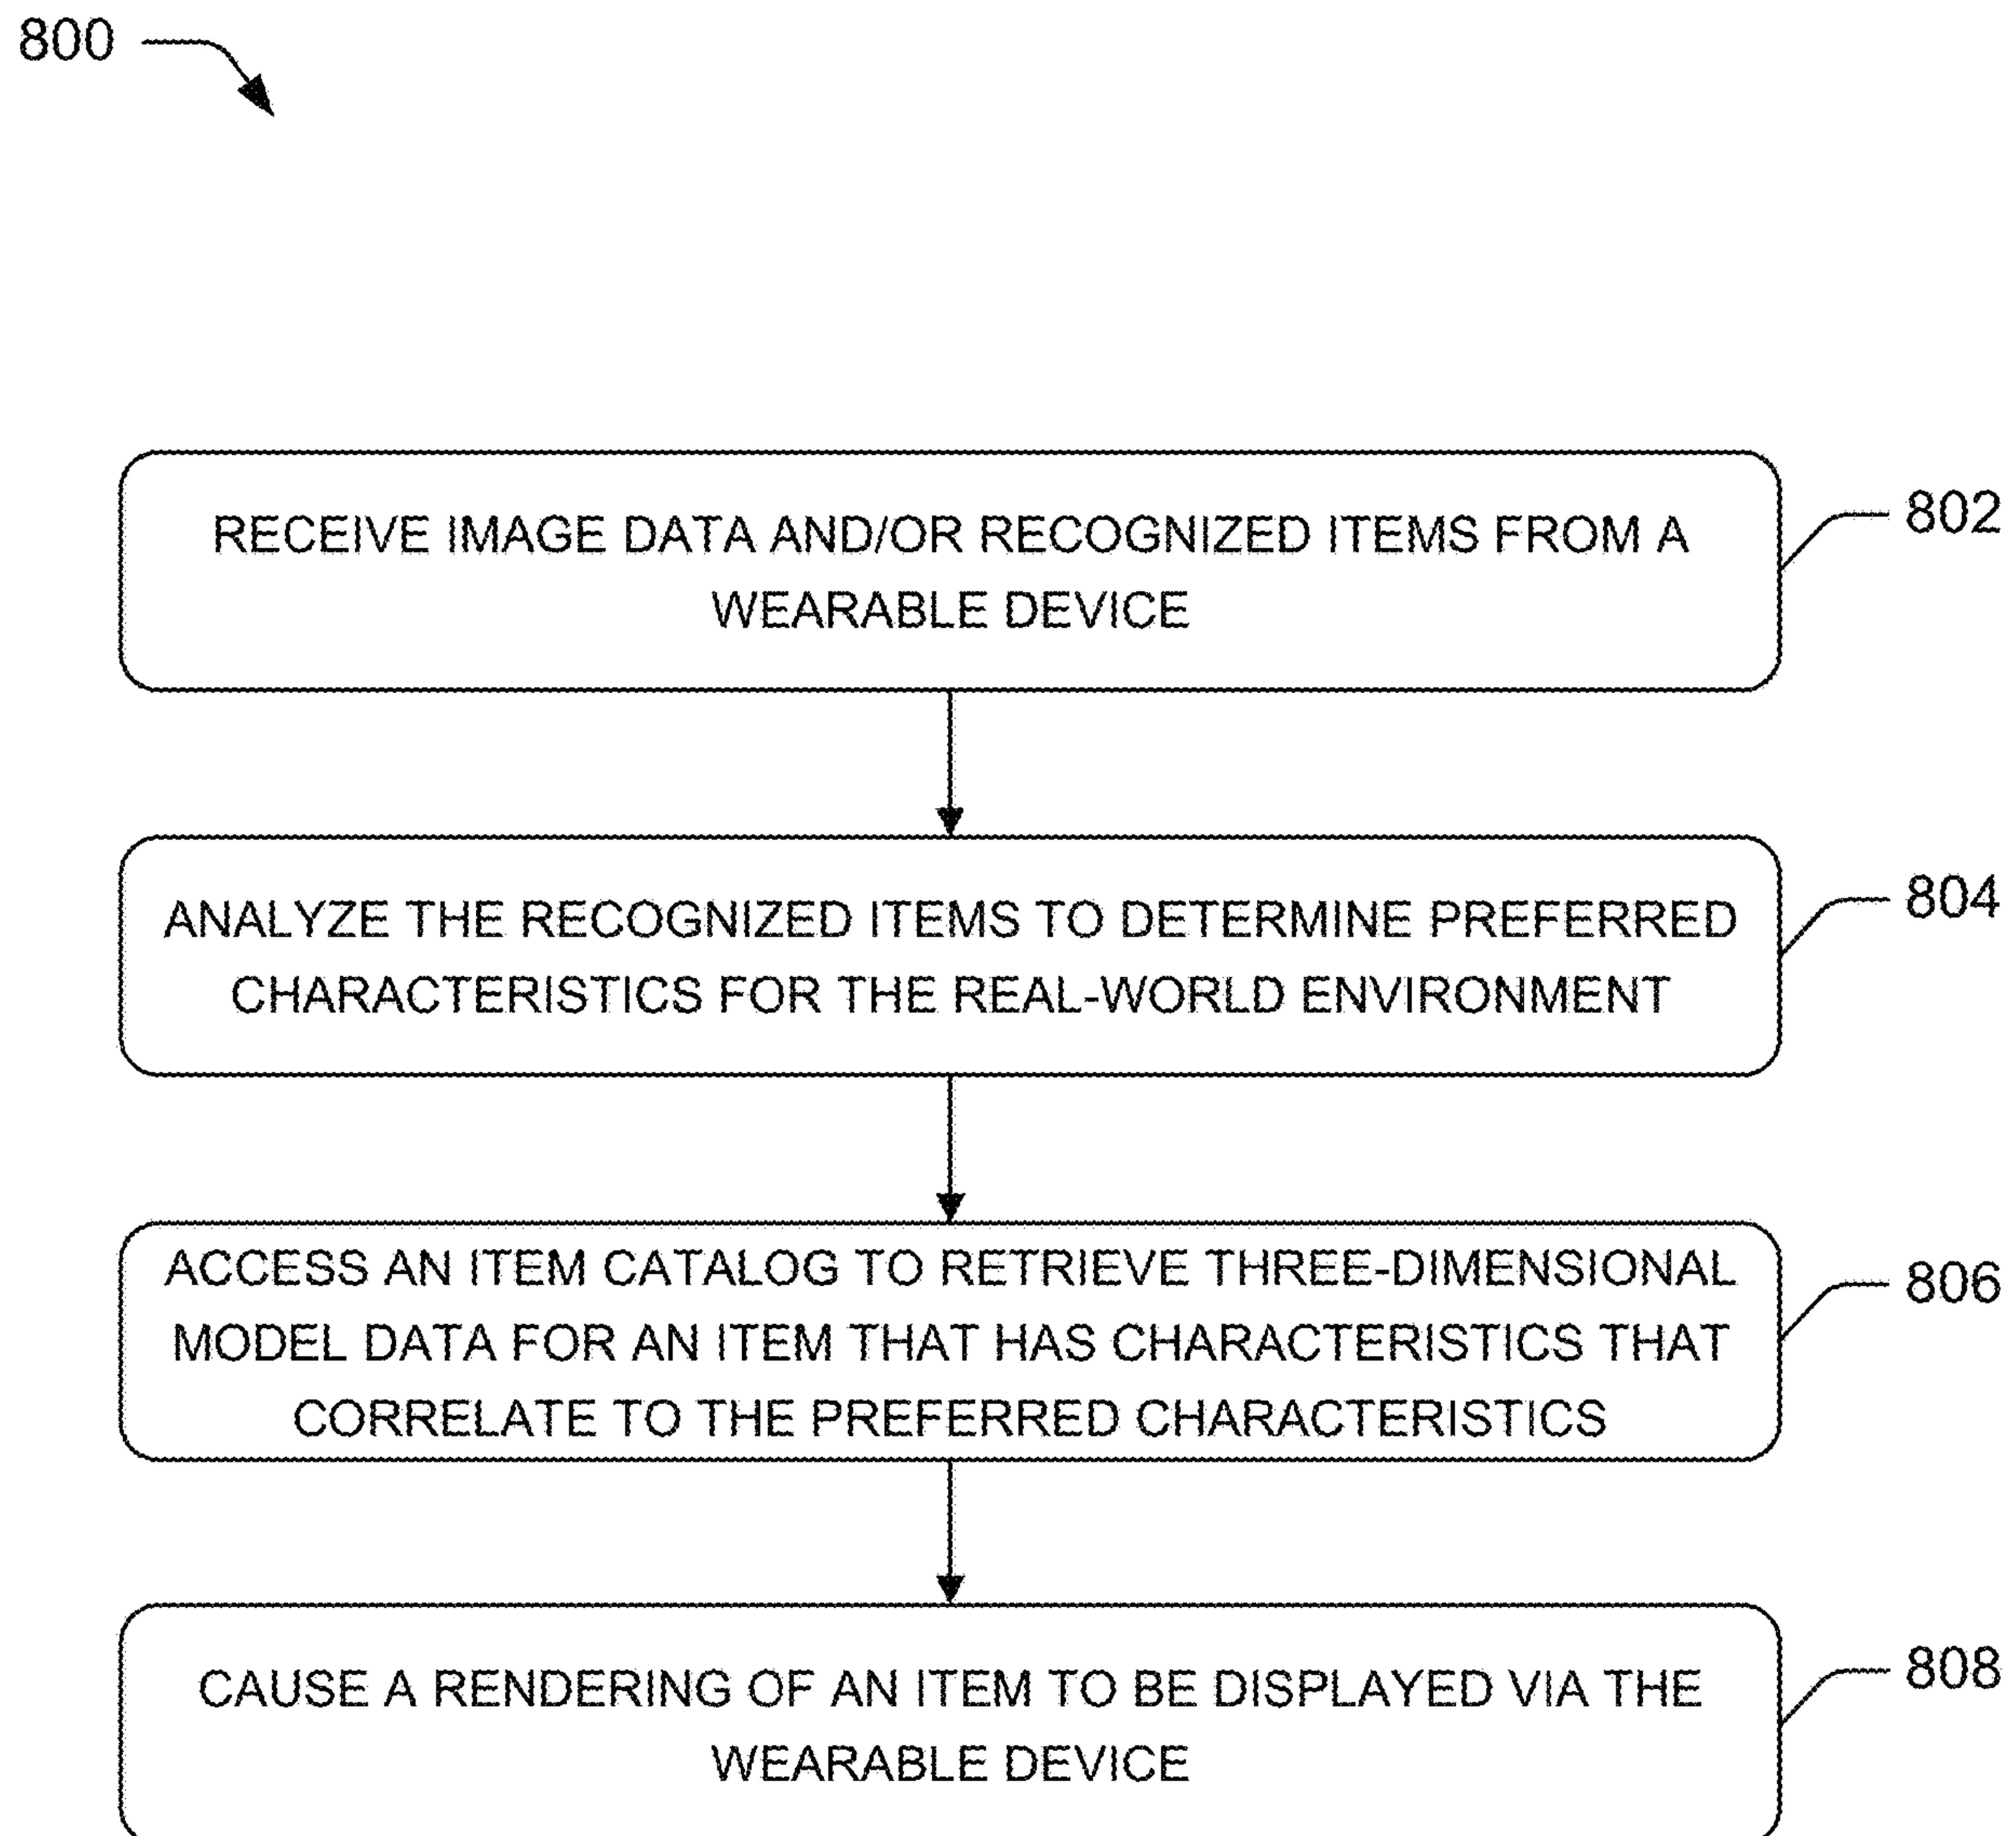 800
RECEIVE IMAGE DATA AND/OR RECOGNIZED ITEMS FROM A
WEARABLE DEVICE
802
ANALYZE THE RECOGNIZED ITEMS TO DETERMINE PREFERRED
CHARACTERISTICS FOR THE REAL-WORLD ENVIRONMENT
804
ACCESS AN ITEM CATALOG TO RETRIEVE THREE-DIMENSIONAL
MODEL DATA FOR AN ITEM THAT HAS CHARACTERISTICS THAT
CORRELATE TO THE PREFERRED CHARACTERISTICS
806
CAUSE A RENDERING OF AN ITEM TO BE DISPLAYED VIA THE
WEARABLE DEVICE
808